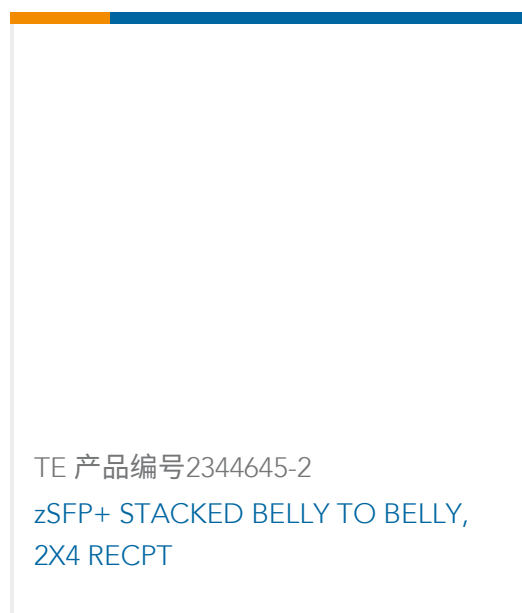 TE 产品编号2344645-2
zSFP+ STACKED BELLY TO BELLY,
2X4 RECPT